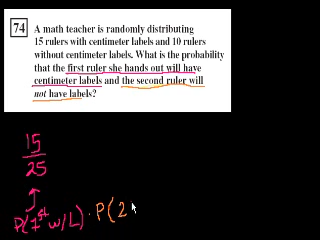 74 A math teacher is randomly distributing
15 rulers with centimeter labels and 10 rulers
without centimeter labels. What is the probability
that the first ruler she hands out will have
centimeter labels and the second ruler will
not have labels?
15
25
P(1st w/L) · P(2